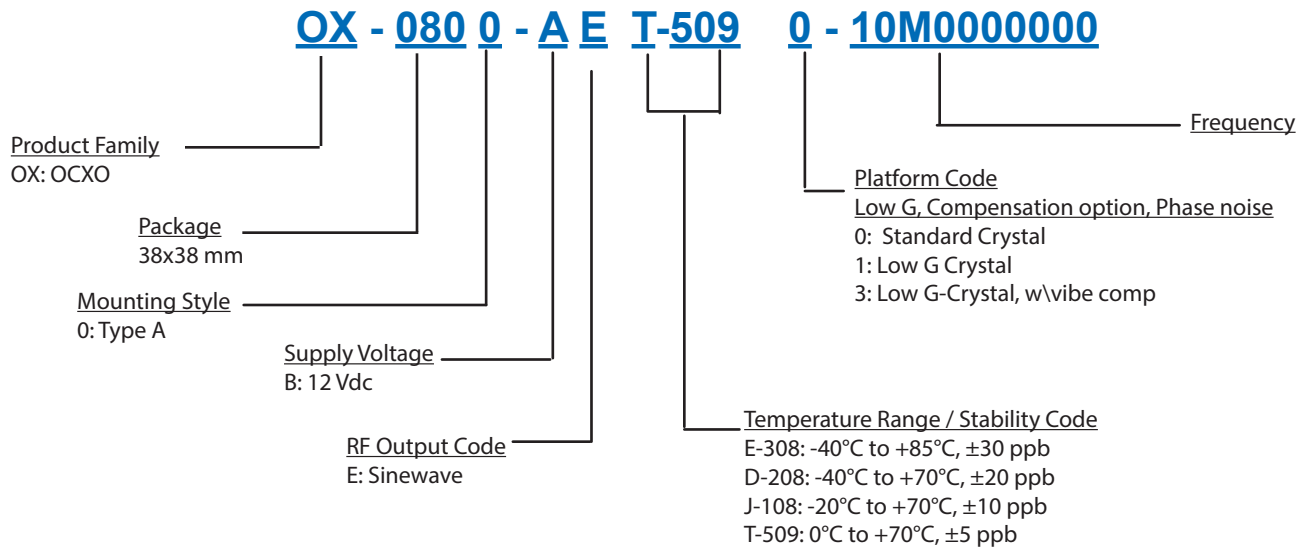 OX - 080 0 - A E T-509 0 - 10M0000000
Frequency
Product Family
OX: OCXO
Platform Code
Low G, Compensation option, Phase noise
0: Standard Crystal
1: Low G Crystal
3: Low G-Crystal, w\vibe comp
Package
38x38 mm
Mounting Style
0: Type A
Supply Voltage
B: 12 Vdc
RF Output Code
E: Sinewave
Temperature Range / Stability Code
E-308: -40°C to +85°C, ±30 ppb
D-208: -40°C to +70°C, ±20 ppb
J-108: -20°C to +70°C, ±10 ppb
T-509: 0°C to +70°C, ±5 ppb